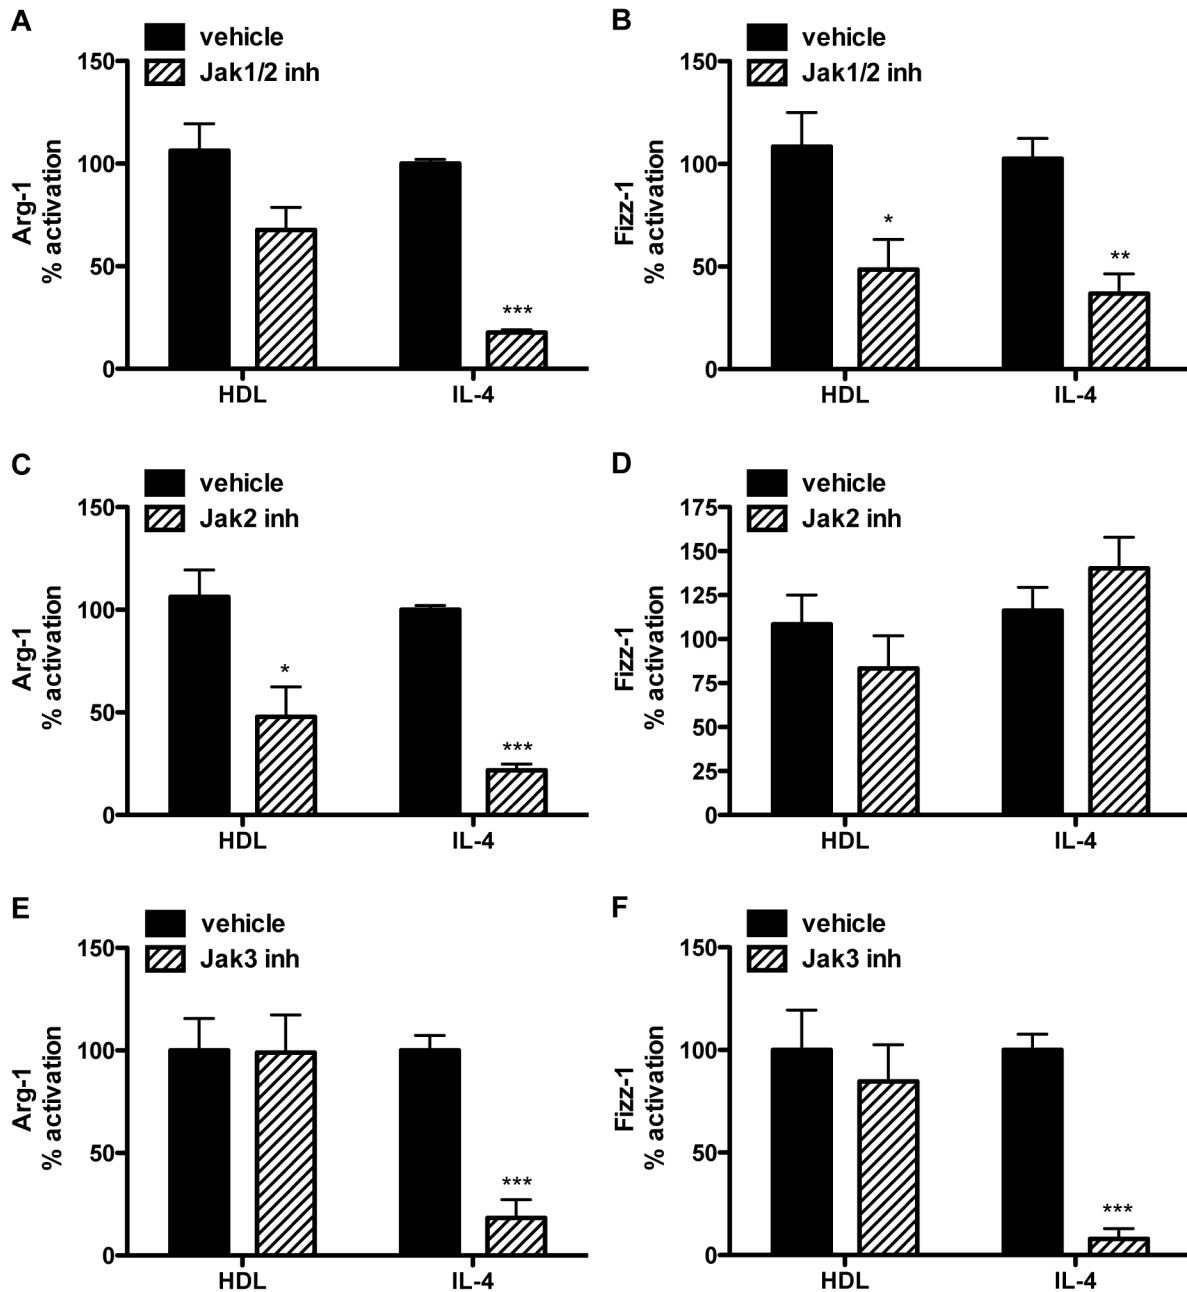 A
vehicle
Jak1/2 inh
150
100
50
0
Arg-1
% activation
***
HDL
IL-4
B
vehicle
Jak1/2 inh
150
100
50
0
Fizz-1
% activation
*
**
HDL
IL-4
C
vehicle
Jak2 inh
150
100
50
0
Arg-1
% activation
*
***
HDL
IL-4
D
vehicle
Jak2 inh
175
150
125
100
75
50
25
0
Fizz-1
% activation
HDL
IL-4
E
vehicle
Jak3 inh
150
100
50
0
Arg-1
% activation
***
HDL
IL-4
F
vehicle
Jak3 inh
150
100
50
0
Fizz-1
% activation
***
HDL
IL-4